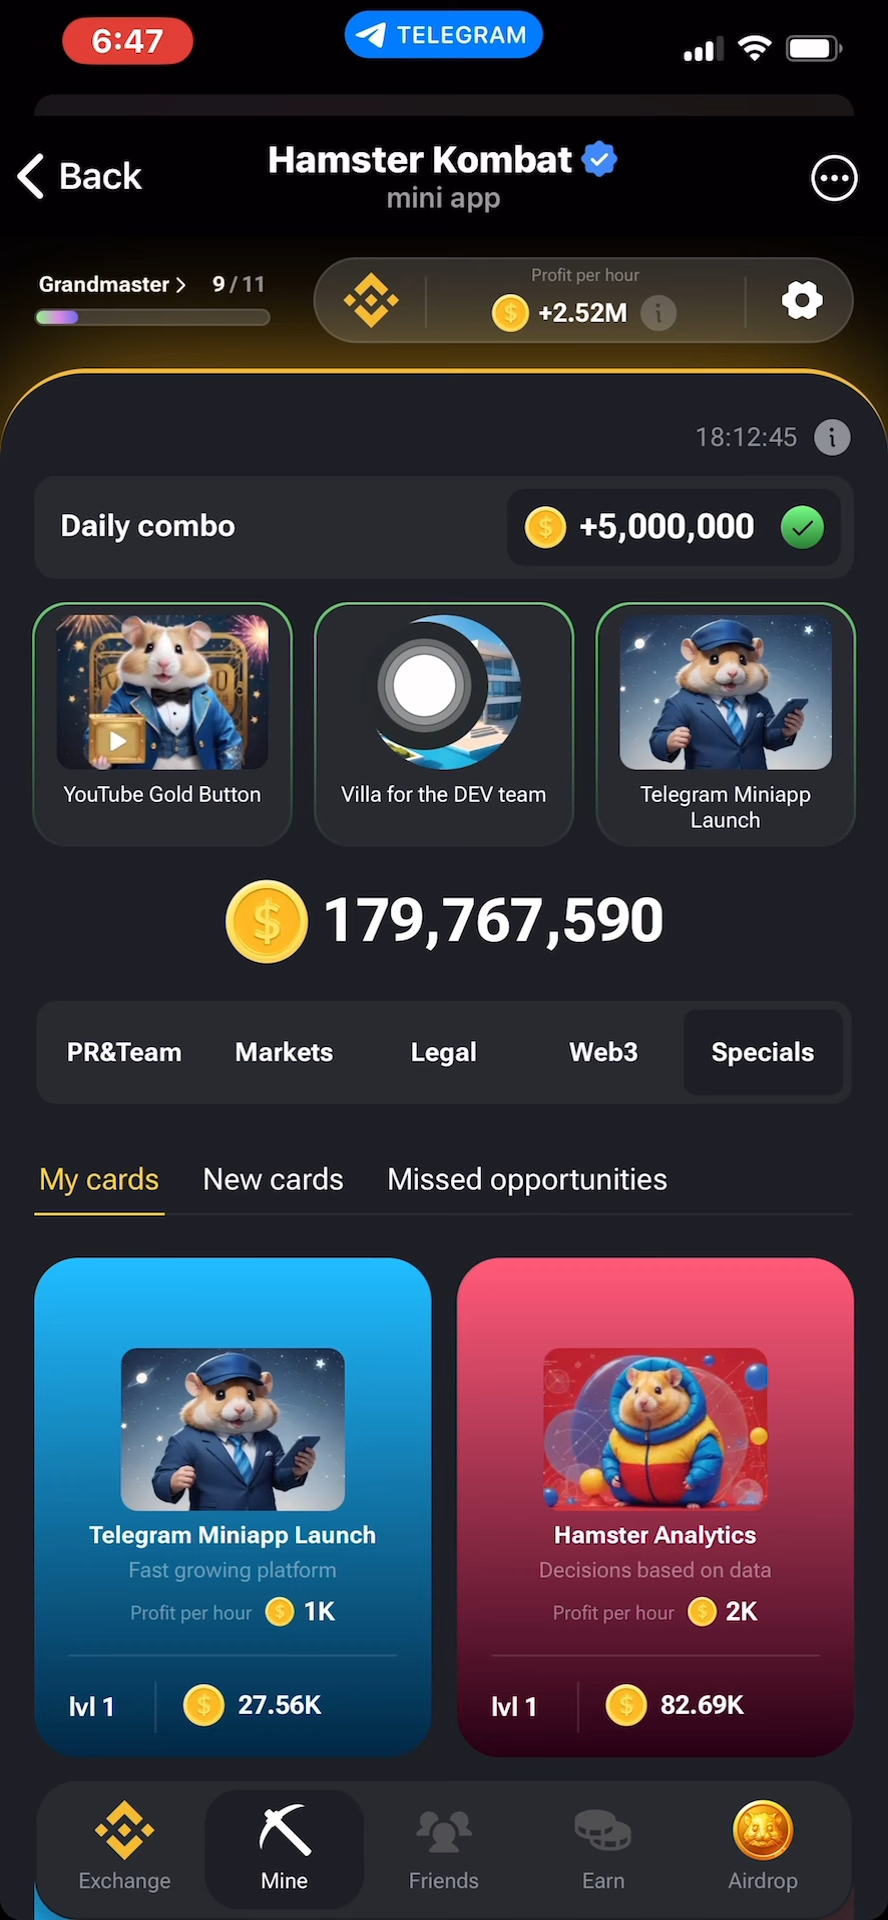 6:47
TELEGRAM
Back
Hamster Kombat
mini app
Grandmaster
9/11
Profit per hour
+2.52M
18:12:45
Daily combo
+5,000,000
YouTube Gold Button
Villa for the DEV team
Telegram Miniapp
Launch
179,767,590
PR&Team
Markets
Legal
Web3
Specials
My cards
New cards
Missed opportunities
Telegram Miniapp Launch
Fast growing platform
Profit per hour 1K
lvl 1
27.56K
Hamster Analytics
Decisions based on data
Profit per hour 2K
lvl 1
82.69K
Exchange
Mine
Friends
Earn
Airdrop